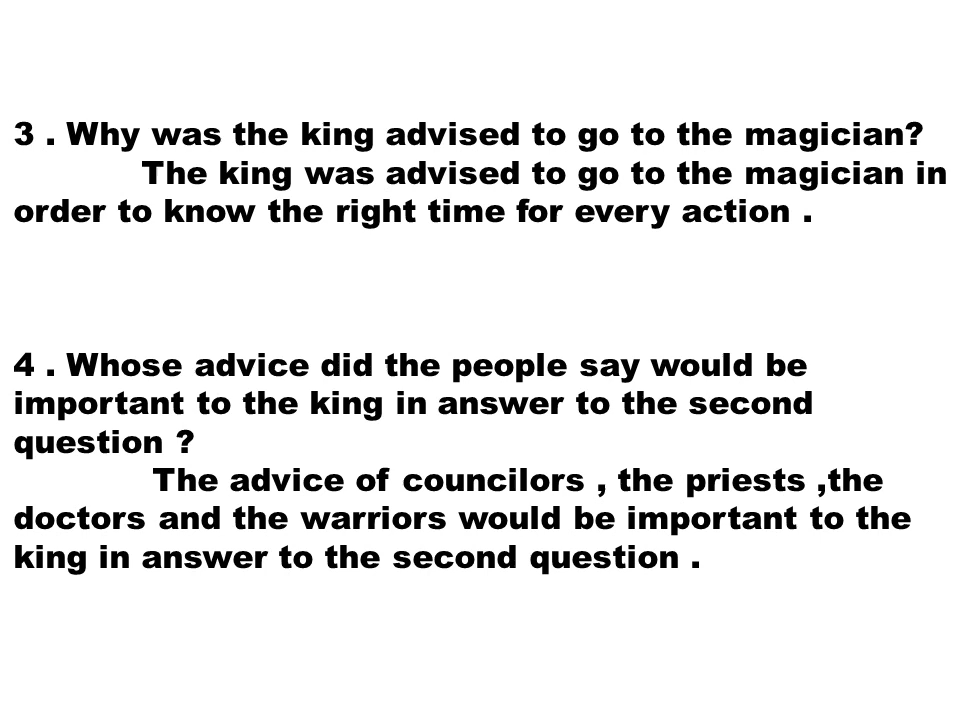 3 . Why was the king advised to go to the magician?
The king was advised to go to the magician in
order to know the right time for every action .
4 . Whose advice did the people say would be
important to the king in answer to the second
question ?
The advice of councilors , the priests ,the
doctors and the warriors would be important to the
king in answer to the second question .